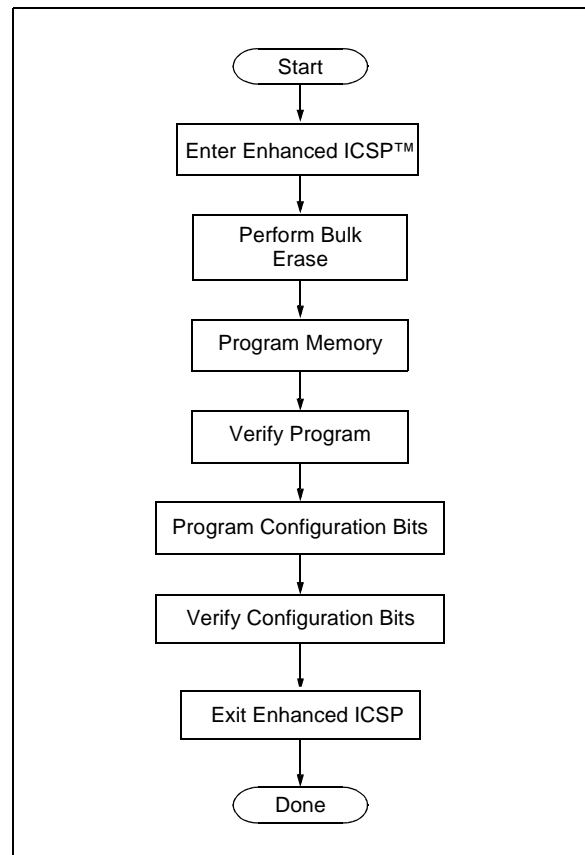 Start
Enter Enhanced ICSP™
Perform Bulk
Erase
Program Memory
Verify Program
Program Configuration Bits
Verify Configuration Bits
Exit Enhanced ICSP
Done